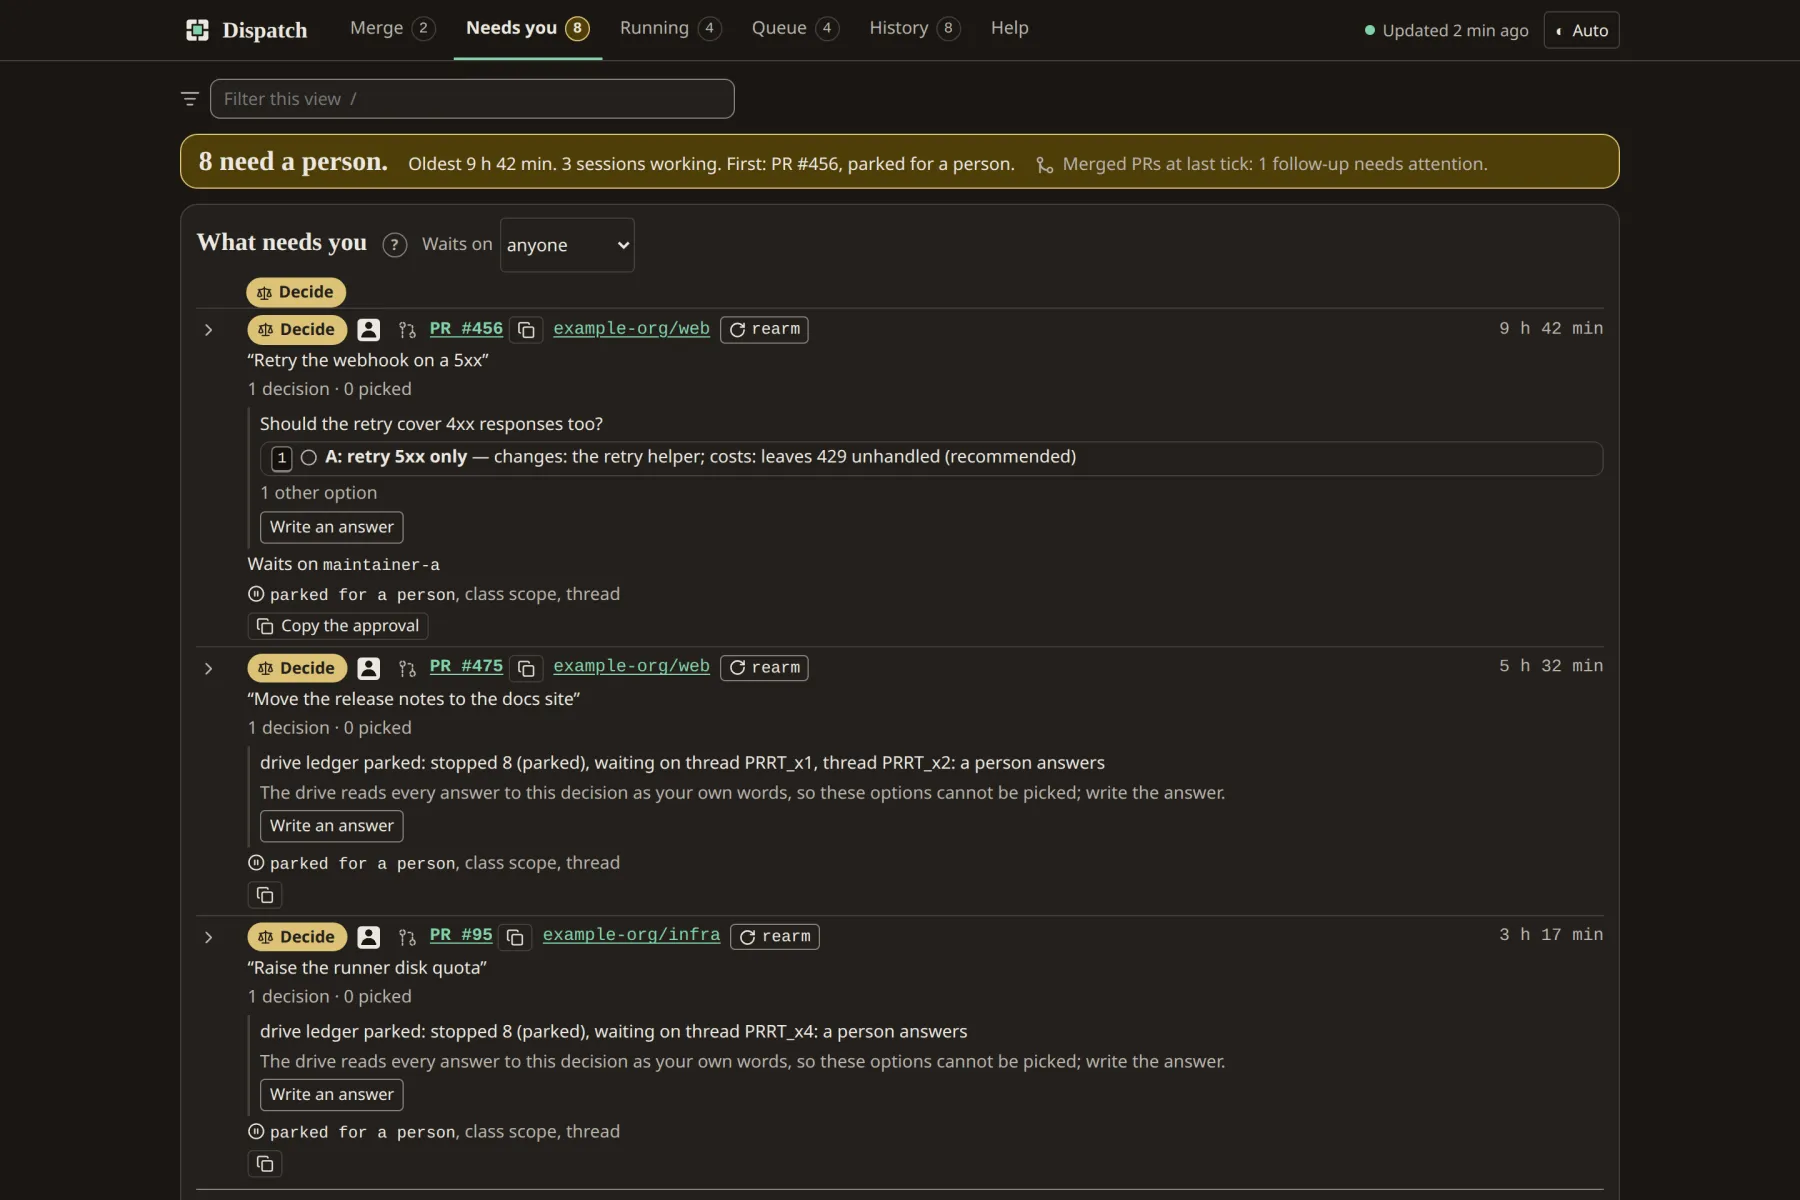 Dispatch Merge 2 Needs you 8 Running 4 Queue 4 History 8 Help Updated 2 min ago Auto
Filter this view /
8 need a person. Oldest 9 h 42 min. 3 sessions working. First: PR #456, parked for a person. Merged PRs at last tick: 1 follow-up needs attention.
What needs you ? Waits on anyone
Decide
Decide PR #456 example-org/web rearm 9 h 42 min
“Retry the webhook on a 5xx”
1 decision · 0 picked
Should the retry cover 4xx responses too?
1 A: retry 5xx only — changes: the retry helper; costs: leaves 429 unhandled (recommended)
1 other option
Write an answer
Waits on maintainer-a
parked for a person, class scope, thread
Copy the approval
Decide PR #475 example-org/web rearm 5 h 32 min
“Move the release notes to the docs site”
1 decision · 0 picked
drive ledger parked: stopped 8 (parked), waiting on thread PRRT_x1, thread PRRT_x2: a person answers
The drive reads every answer to this decision as your own words, so these options cannot be picked; write the answer.
Write an answer
parked for a person, class scope, thread
Decide PR #95 example-org/infra rearm 3 h 17 min
“Raise the runner disk quota”
1 decision · 0 picked
drive ledger parked: stopped 8 (parked), waiting on thread PRRT_x4: a person answers
The drive reads every answer to this decision as your own words, so these options cannot be picked; write the answer.
Write an answer
parked for a person, class scope, thread